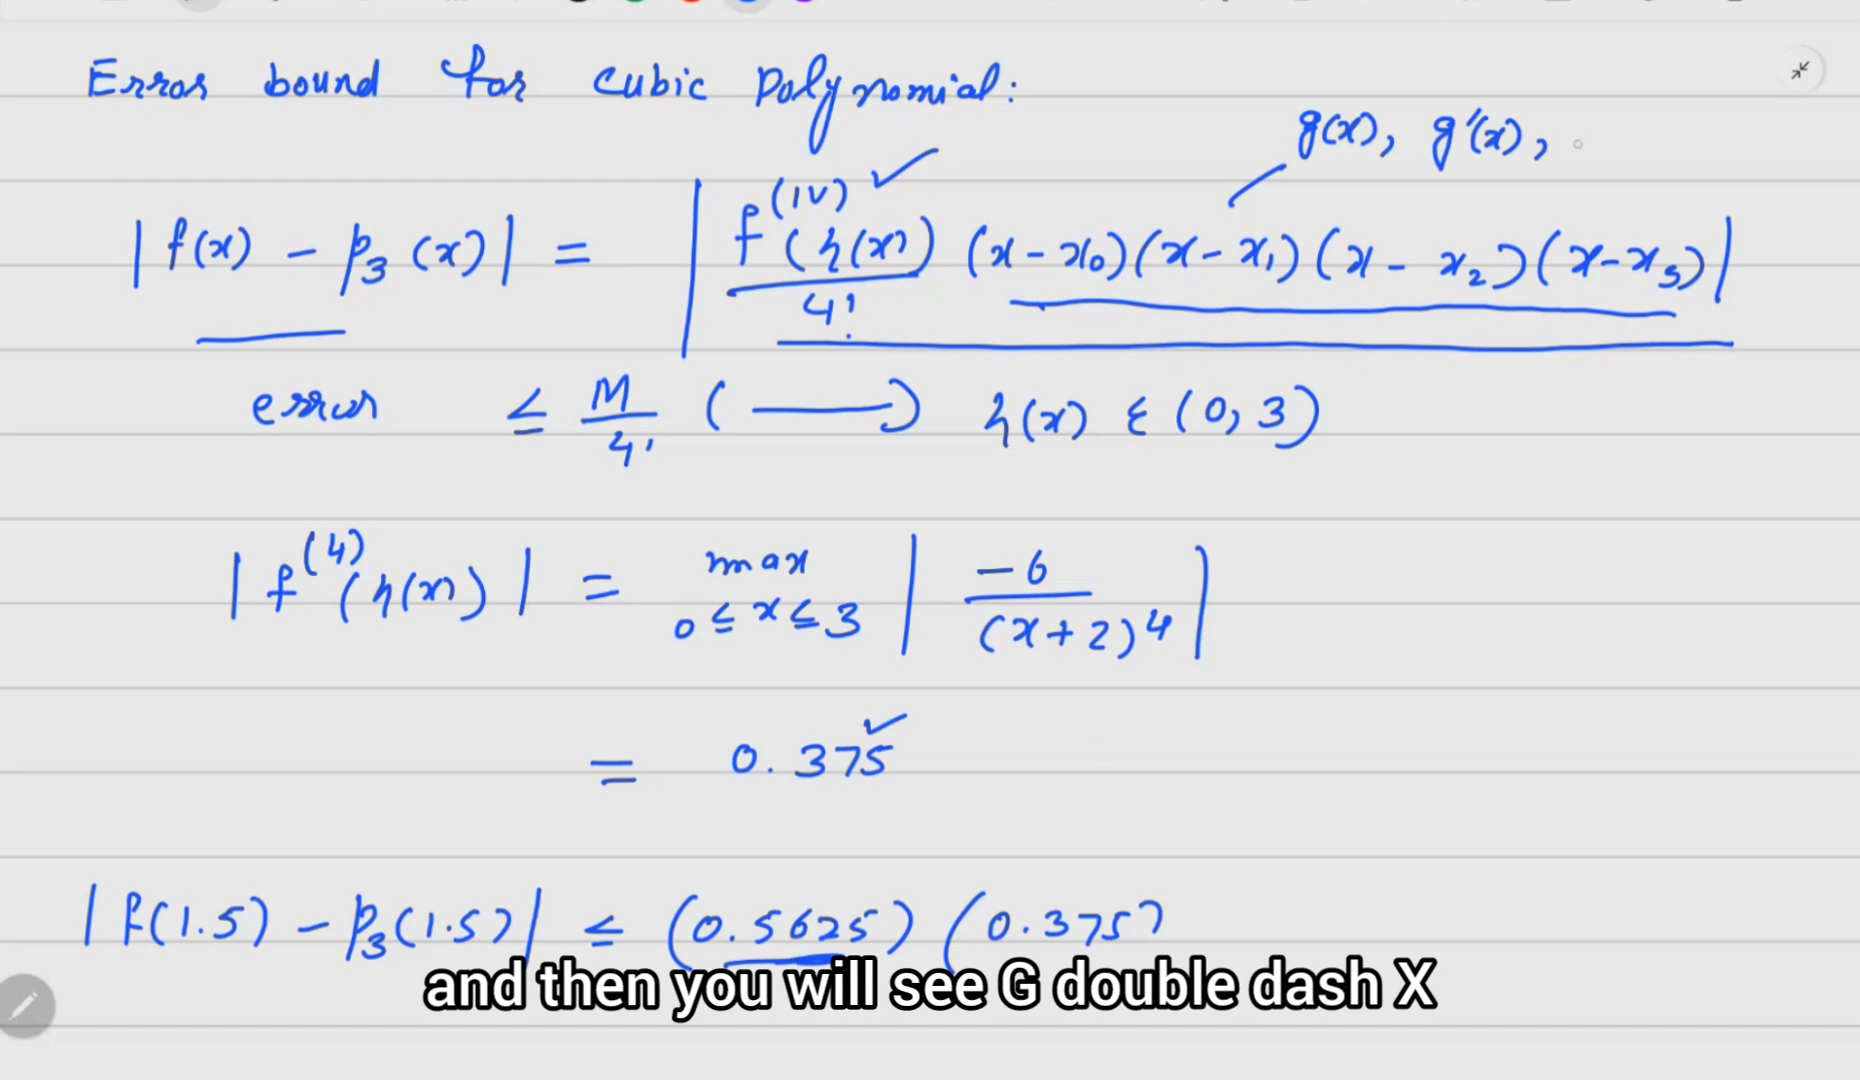 Error bound for cubic Polynomial:
g(x), g'(x),
|f(x) - p₃(x)| = |f^(IV)(η(x))/4! (x-x₀)(x-x₁)(x-x₂)(x-x₃)|
error ≤ M/4! ( — ) η(x) ε (0,3)
|f^(4)(η(x))| = max 0≤x≤3 |-6/(x+2)^4|
= 0.375
|f(1.5) - p₃(1.5)| ≤ (0.5625) (0.375)
and then you will see G double dash X